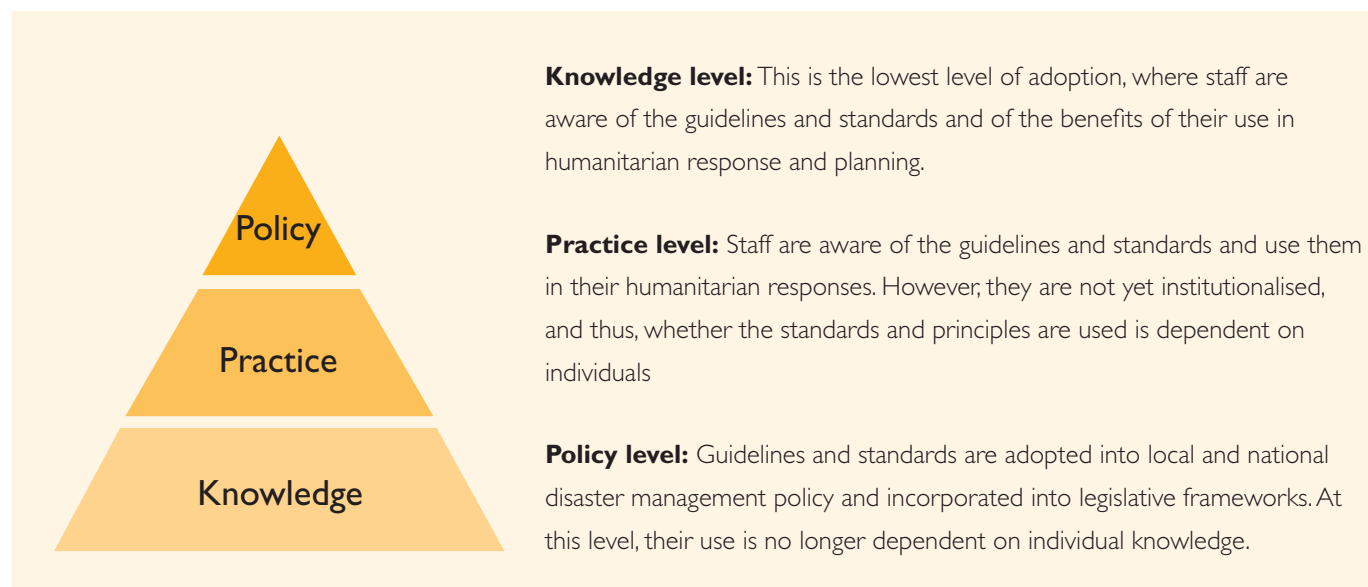 Policy
Practice
Knowledge
Knowledge level: This is the lowest level of adoption, where staff are
aware of the guidelines and standards and of the benefits of their use in
humanitarian response and planning.
Practice level: Staff are aware of the guidelines and standards and use them
in their humanitarian responses. However, they are not yet institutionalised,
and thus, whether the standards and principles are used is dependent on
individuals
Policy level: Guidelines and standards are adopted into local and national
disaster management policy and incorporated into legislative frameworks. At
this level, their use is no longer dependent on individual knowledge.